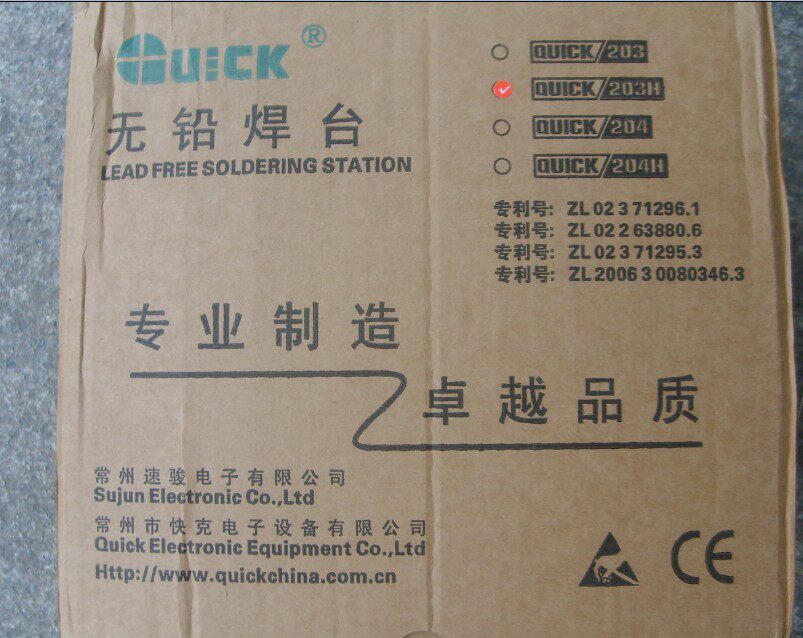 QUICK®
无铅焊台
LEAD FREE SOLDERING STATION
QUICK/203
QUICK/203H
QUICK/204
QUICK/204H
专利号: ZL 02 3 71296.1
专利号: ZL 02 2 63880.6
专利号: ZL 02 3 71295.3
专利号: ZL 2006 3 0080346.3
专业制造
卓越品质
常州速骏电子有限公司
Sujun Electronic Co.,Ltd
常州市快克电子设备有限公司
Quick Electronic Equipment Co.,Ltd
Http://www.quickchina.com.cn
CE